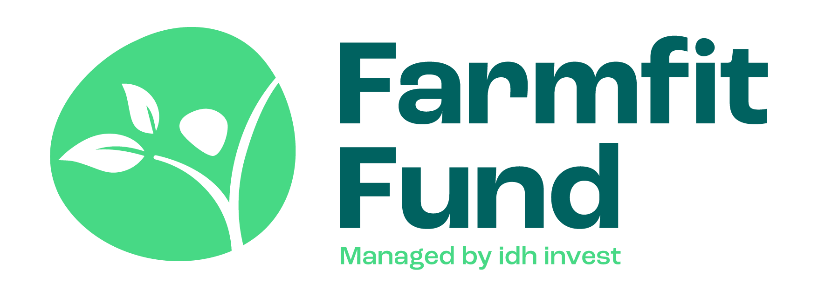 Farmfit
Fund
Managed by idh invest